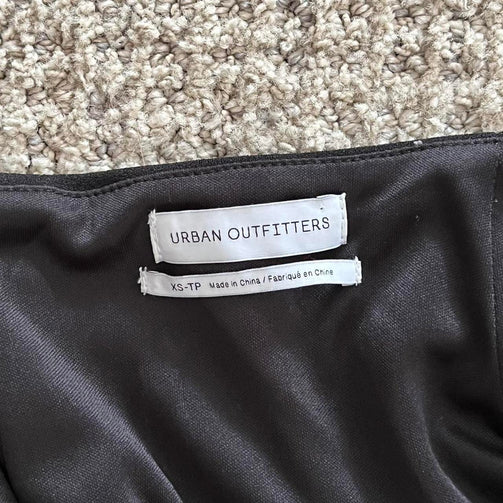 URBAN OUTFITTERS
XS-TP Made in China / Fabriqué en Chine